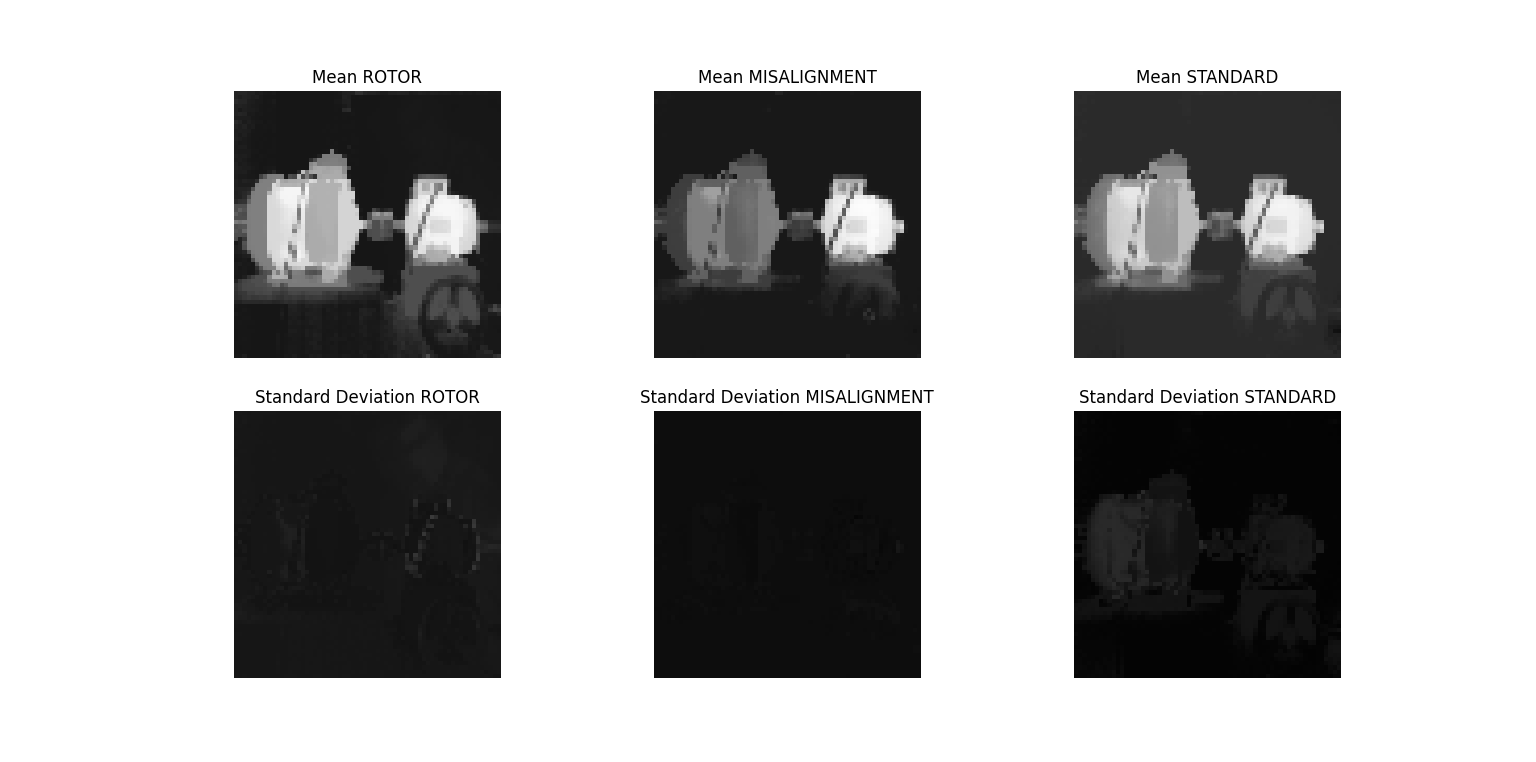 Mean ROTOR
Mean MISALIGNMENT
Mean STANDARD
Standard Deviation ROTOR
Standard Deviation MISALIGNMENT
Standard Deviation STANDARD